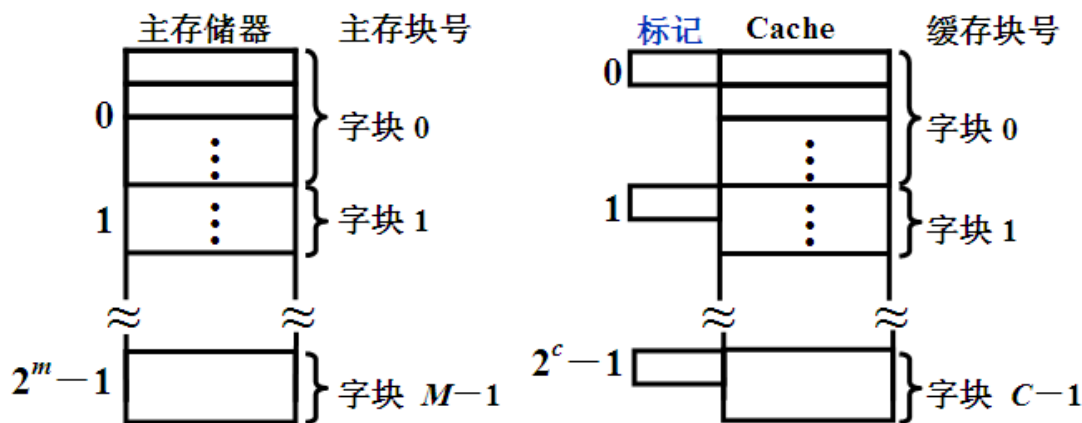 主存储器 主存块号 标记 Cache 缓存块号
0 字块 0 0 字块 0
1 字块 1 1 字块 1
2^m－1 字块 M－1 2^c－1 字块 C－1